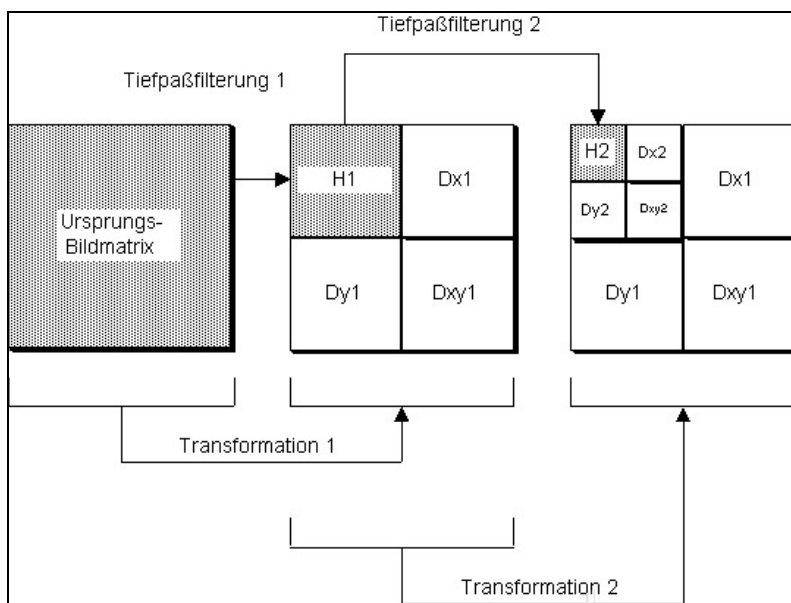 Tiefpaßfilterung 2
Tiefpaßfilterung 1
Ursprungs-
Bildmatrix
H1
Dx1
Dy1
Dxy1
H2
Dx2
Dy2
Dxy2
Dx1
Dy1
Dxy1
Transformation 1
Transformation 2